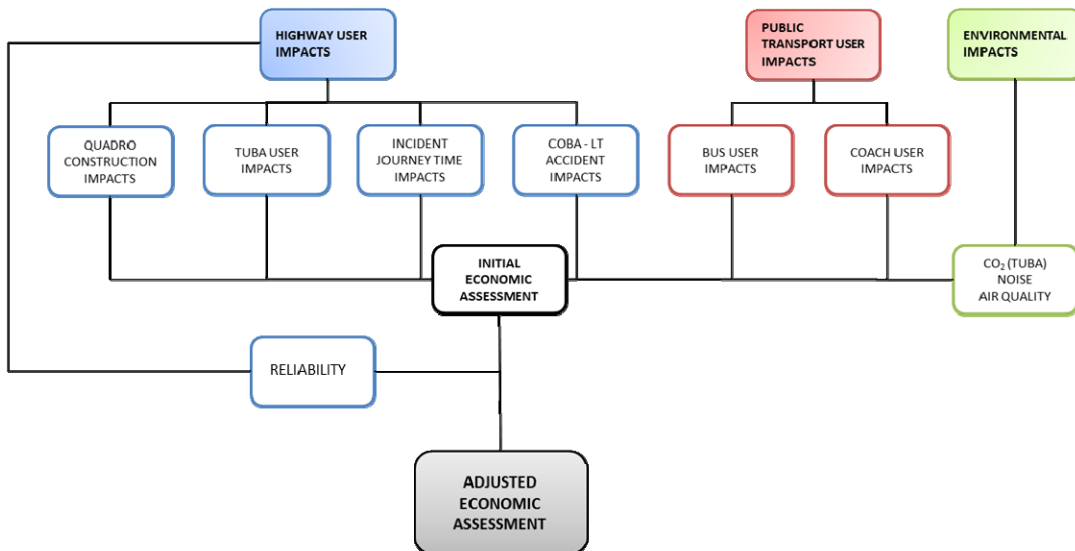 HIGHWAY USER
IMPACTS
PUBLIC
TRANSPORT USER
IMPACTS
ENVIRONMENTAL
IMPACTS
QUADRO
CONSTRUCTION
IMPACTS
TUBA USER
IMPACTS
INCIDENT
JOURNEY TIME
IMPACTS
COBA - LT
ACCIDENT
IMPACTS
BUS USER
IMPACTS
COACH USER
IMPACTS
INITIAL
ECONOMIC
ASSESSMENT
CO₂ (TUBA)
NOISE
AIR QUALITY
RELIABILITY
ADJUSTED
ECONOMIC
ASSESSMENT